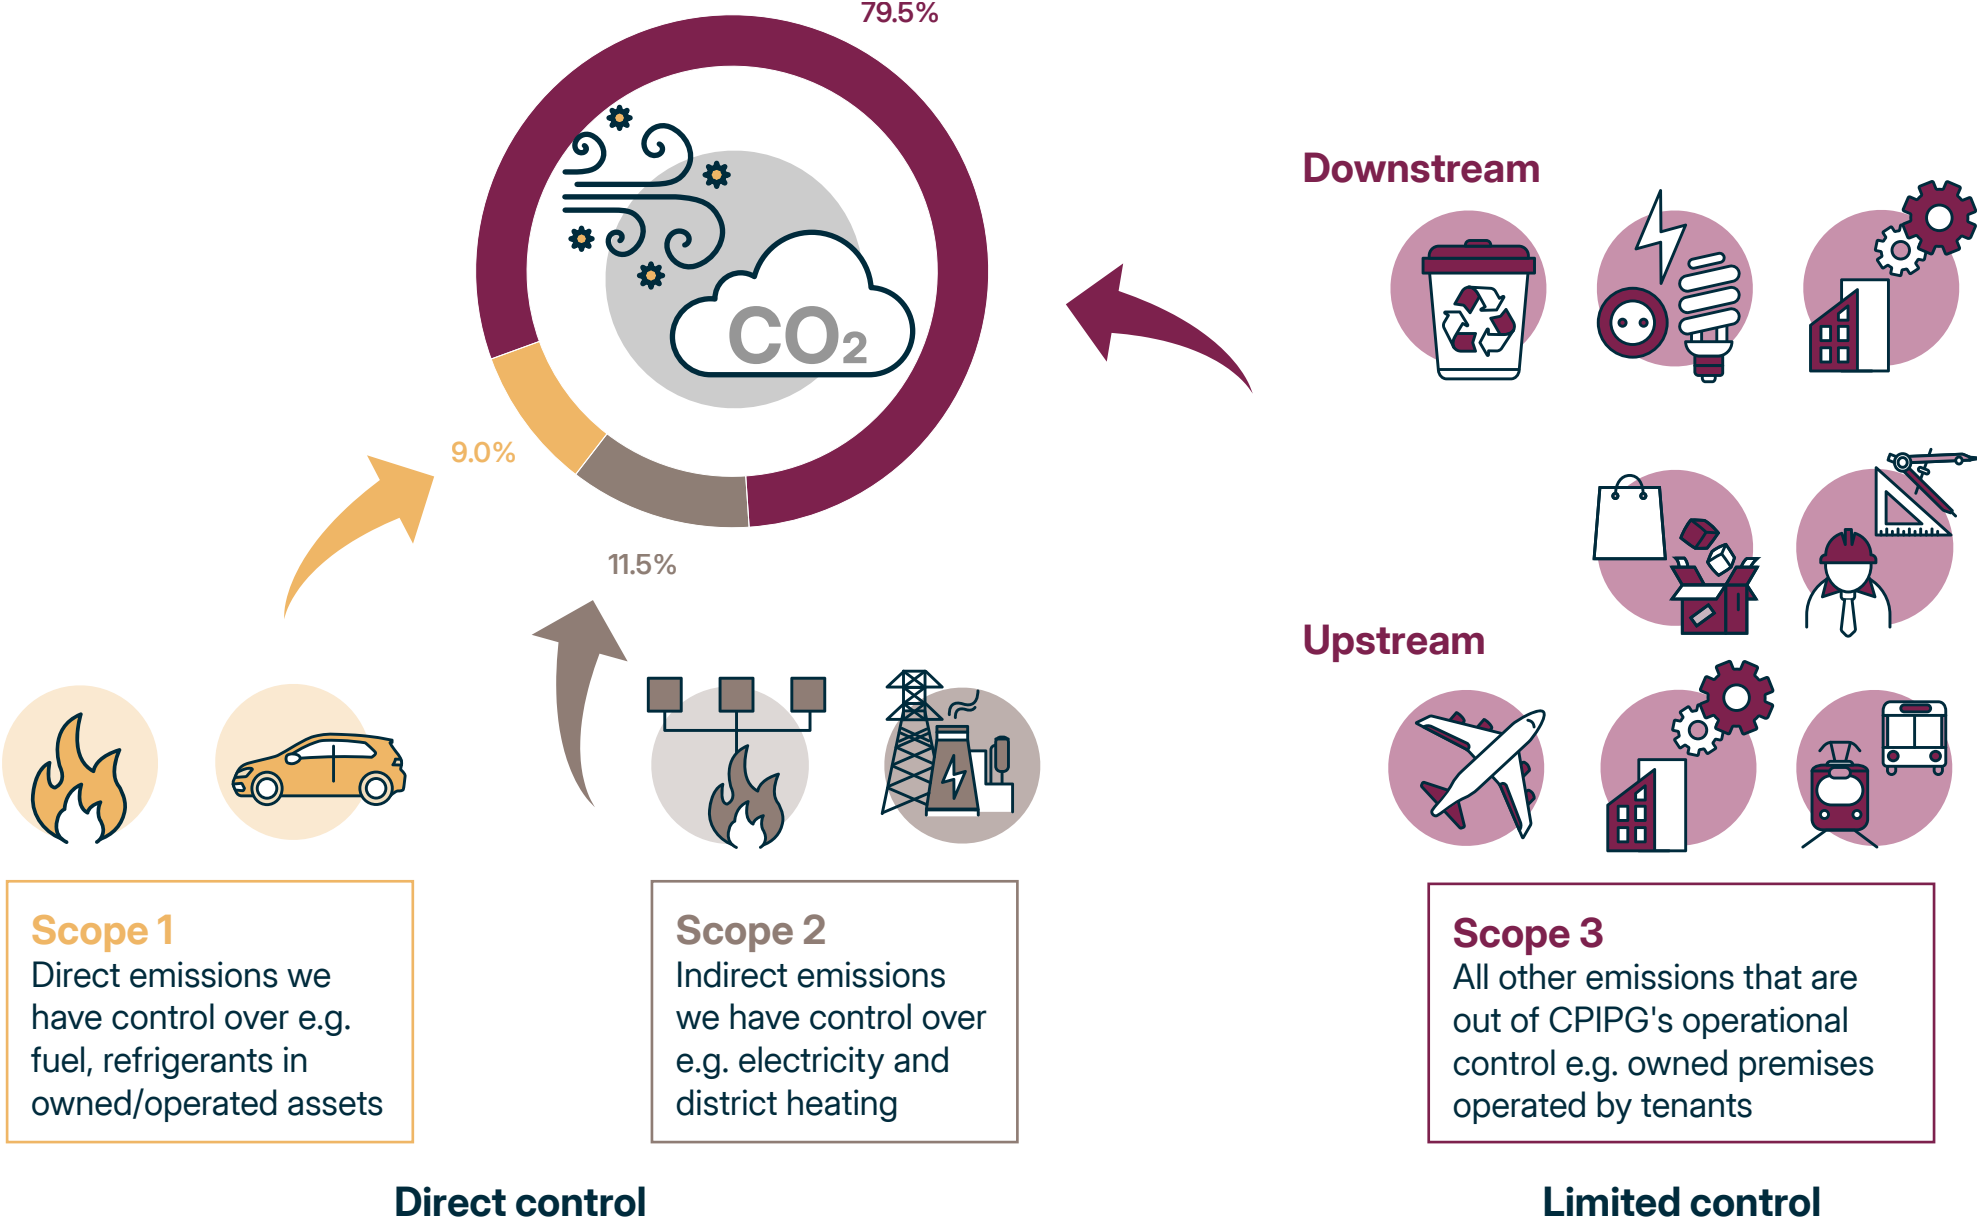 79.5%
CO₂
9.0%
11.5%
Downstream
Upstream
Scope 1
Direct emissions we
have control over e.g.
fuel, refrigerants in
owned/operated assets
Scope 2
Indirect emissions
we have control over
e.g. electricity and
district heating
Scope 3
All other emissions that are
out of CPIPG's operational
control e.g. owned premises
operated by tenants
Direct control
Limited control